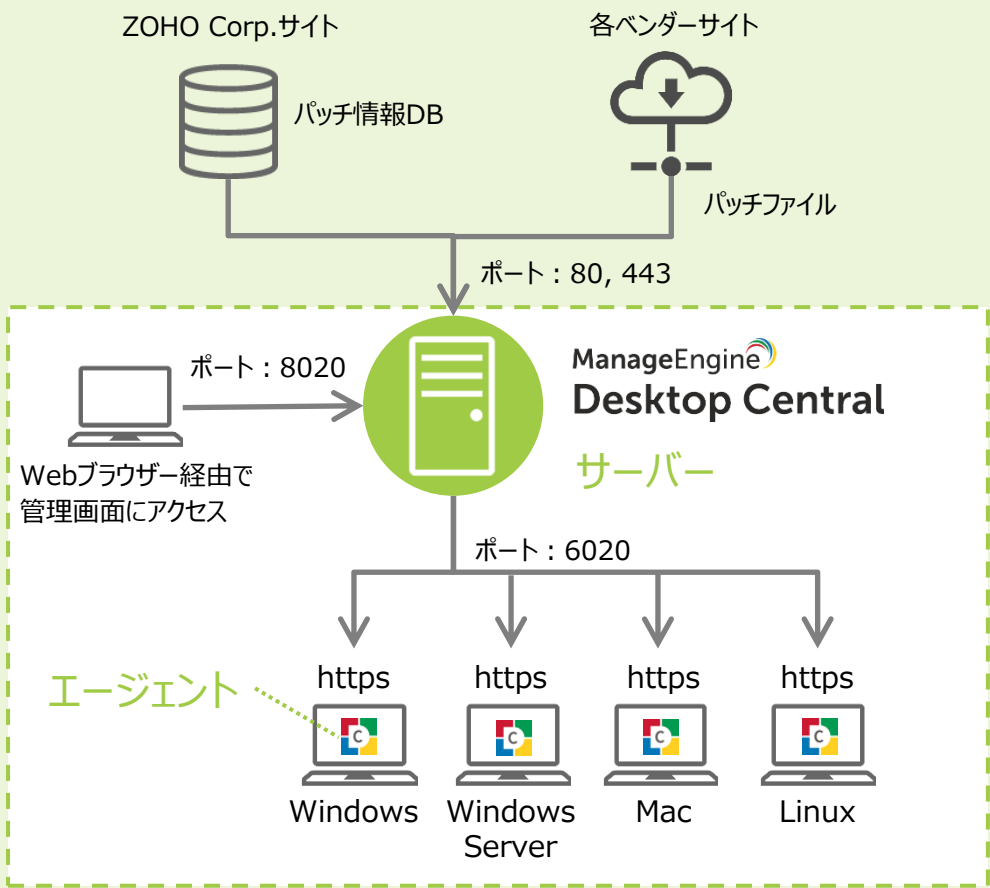 ZOHO Corp.サイト
各ベンダーサイト
パッチ情報DB
パッチファイル
ポート：80, 443
ポート：8020
ManageEngine
Desktop Central
サーバー
Webブラウザー経由で
管理画面にアクセス
ポート：6020
エージェント
https
https
https
https
C
C
C
C
Windows
Windows
Server
Mac
Linux